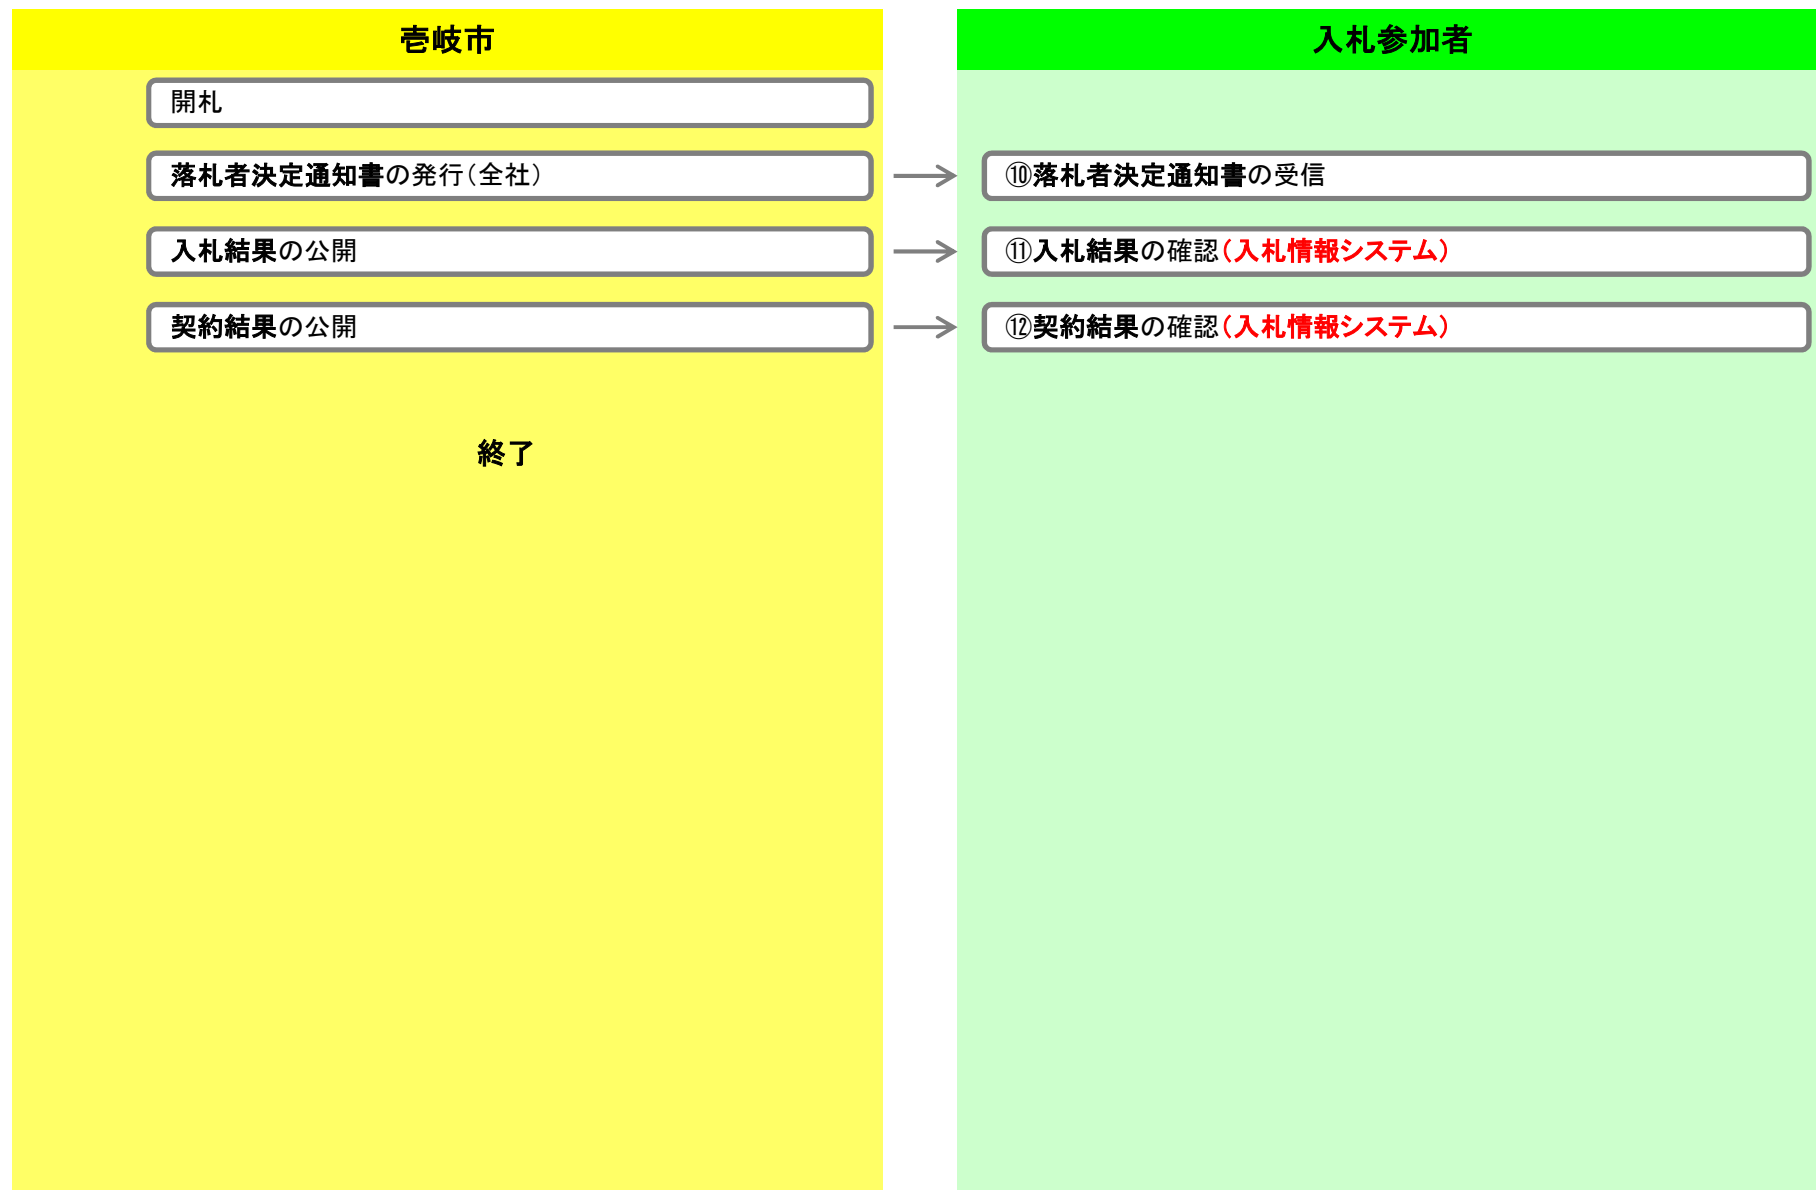 壱岐市
入札参加者
開札
落札者決定通知書の発行（全社）
⑩落札者決定通知書の受信
入札結果の公開
⑪入札結果の確認（入札情報システム）
契約結果の公開
⑫契約結果の確認（入札情報システム）
終了